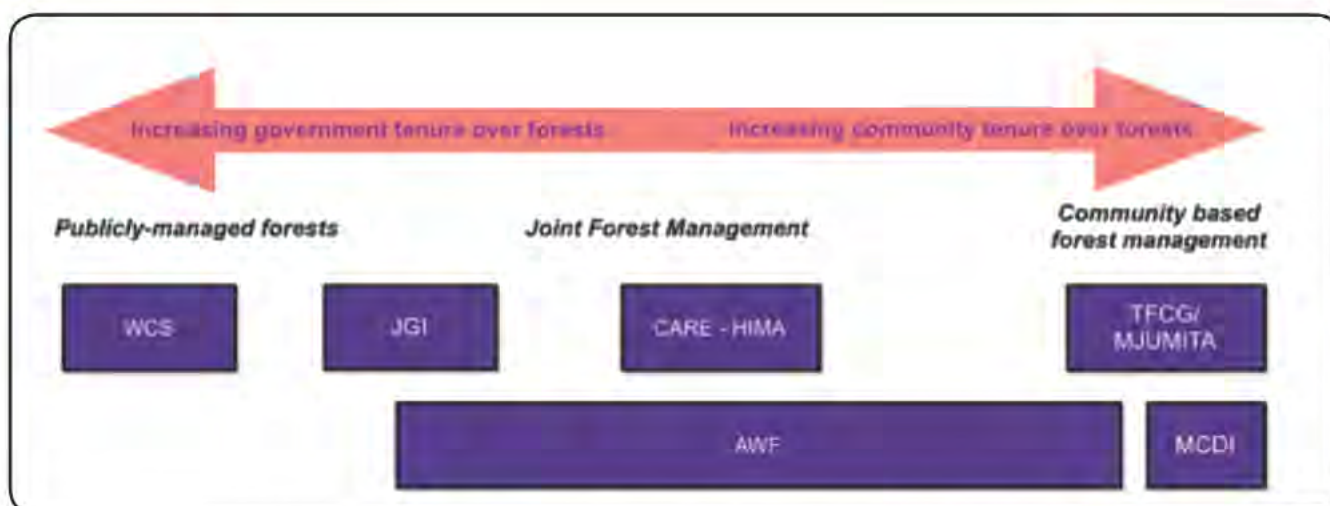 Increasing government tenure over forests
Increasing community tenure over forests
Publicly-managed forests
Joint Forest Management
Community based
forest management
WCS
JGI
CARE - HIMA
TFCG/
MJUMITA
AWF
MCDI